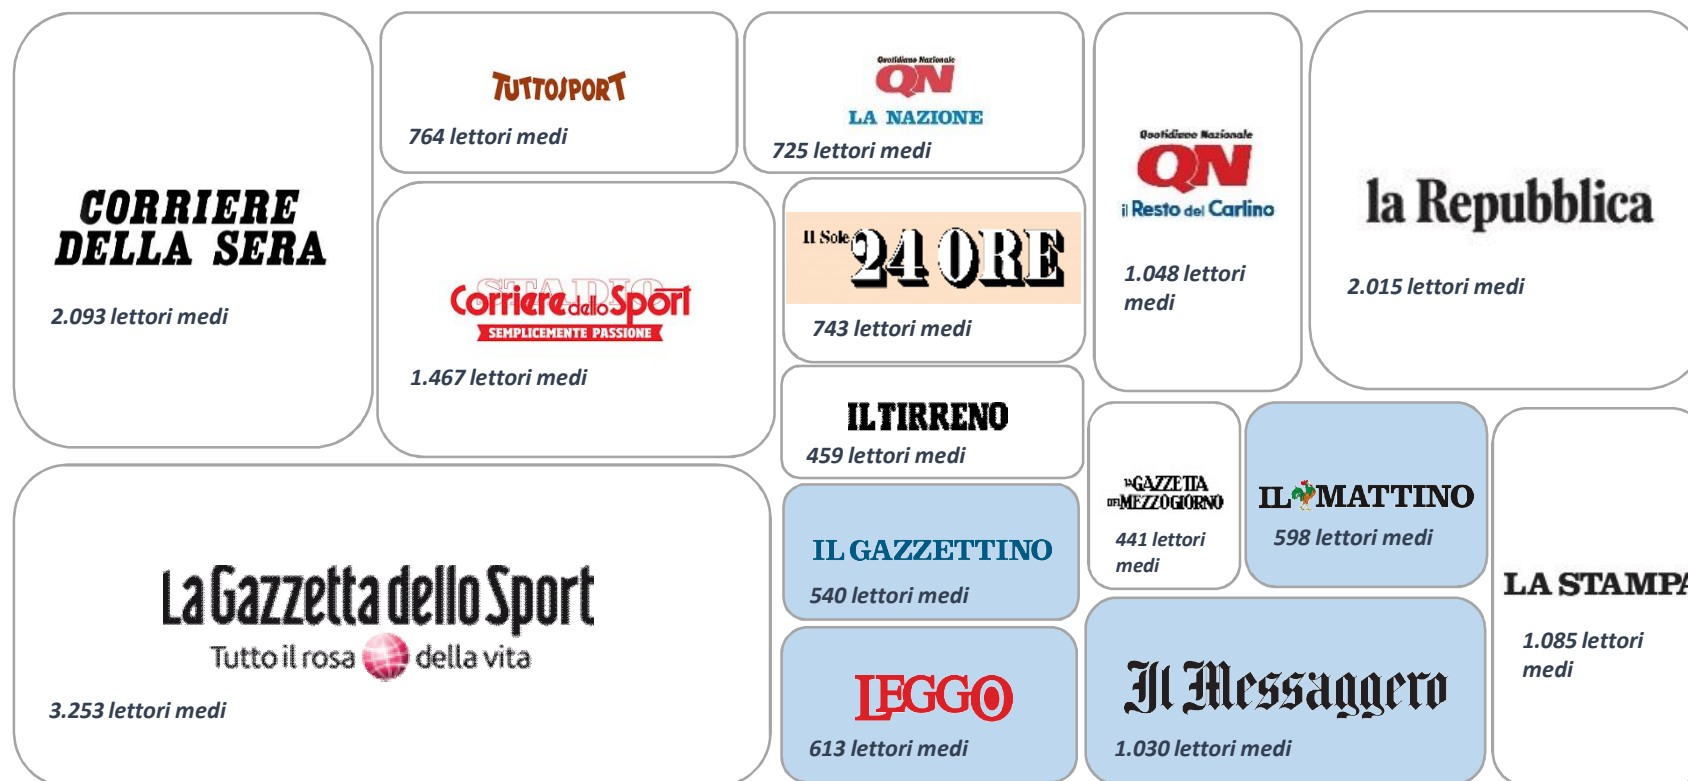 CORRIERE
DELLA SERA
2.093 lettori medi
TUTTOSPORT
764 lettori medi
Quotidiano Nazionale
QN
LA NAZIONE
725 lettori medi
Quotidiano Nazionale
QN
il Resto del Carlino
1.048 lettori
medi
la Repubblica
2.015 lettori medi
STADIO
Corriere dello Sport
SEMPLICEMENTE PASSIONE
1.467 lettori medi
Il Sole
24 ORE
743 lettori medi
IL TIRRENO
459 lettori medi
La Gazzetta dello Sport
Tutto il rosa della vita
3.253 lettori medi
IL GAZZETTINO
540 lettori medi
LEGGO
613 lettori medi
LA GAZZETTA
DEL MEZZOGIORNO
441 lettori
medi
IL MATTINO
598 lettori medi
Il Messaggero
1.030 lettori medi
LA STAMPA
1.085 lettori
medi